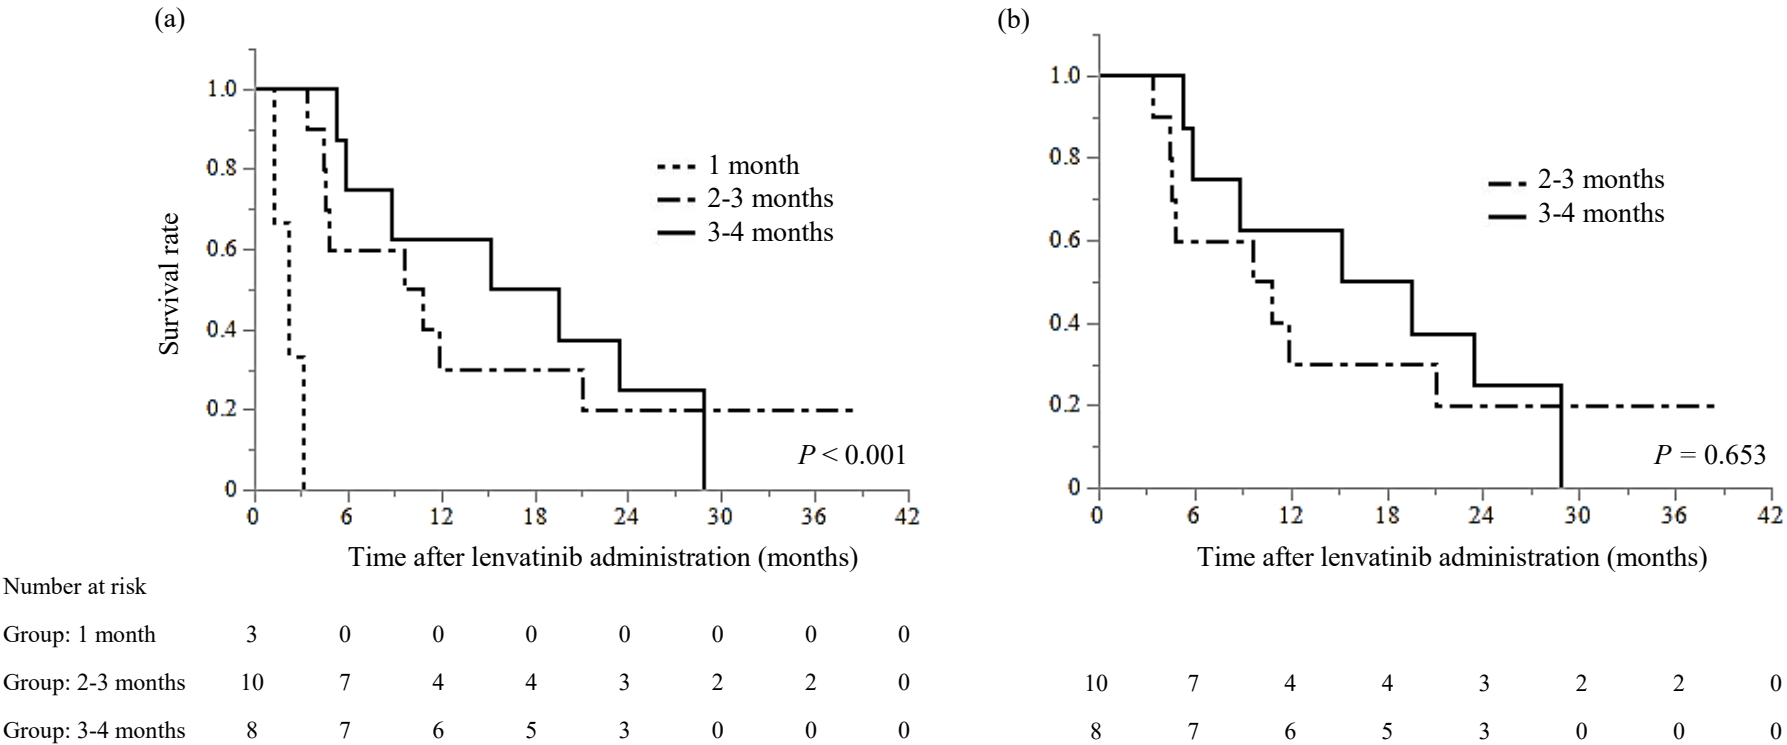 (a)
1.0
0.8
0.6
0.4
0.2
0
Survival rate
1 month
2-3 months
3-4 months
P < 0.001
0 6 12 18 24 30 36 42
Time after lenvatinib administration (months)
(b)
1.0
0.8
0.6
0.4
0.2
0
2-3 months
3-4 months
P = 0.653
0 6 12 18 24 30 36 42
Time after lenvatinib administration (months)
Number at risk
Group: 1 month 3 0 0 0 0 0 0 0
Group: 2-3 months 10 7 4 4 3 2 2 0 10 7 4 4 3 2 2 0
Group: 3-4 months 8 7 6 5 3 0 0 0 8 7 6 5 3 0 0 0